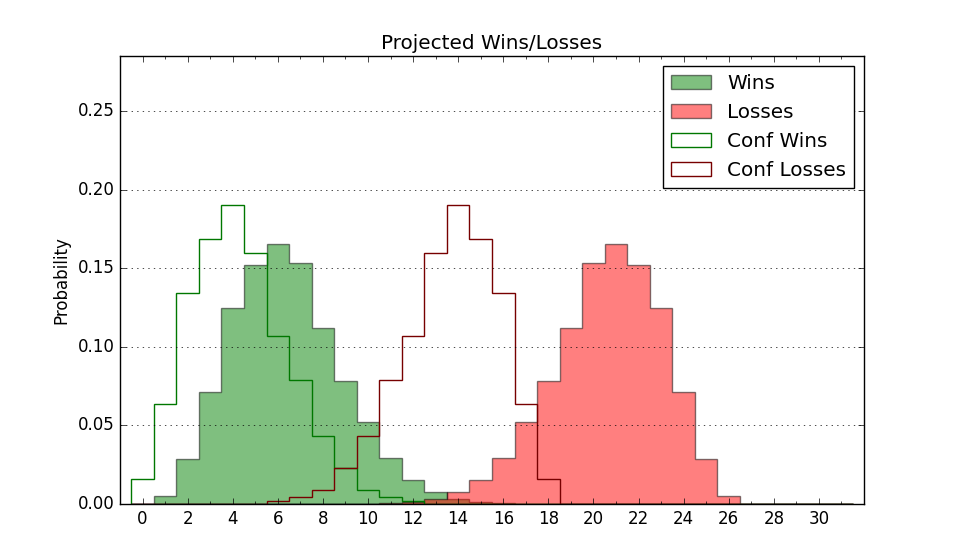 Projected Wins/Losses
Wins
Losses
Conf Wins
Conf Losses
Probability
0.25
0.20
0.15
0.10
0.05
0.00
0 2 4 6 8 10 12 14 16 18 20 22 24 26 28 30